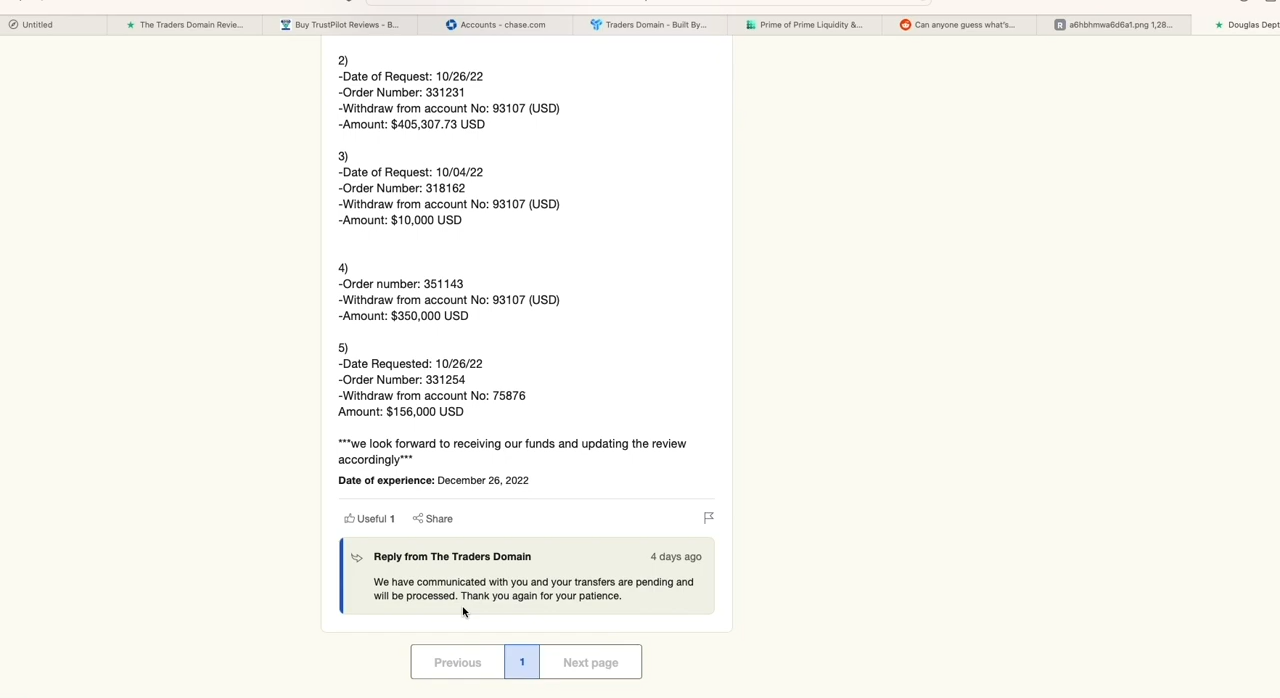 Untitled
The Traders Domain Revie...
Buy TrustPilot Reviews - B...
Accounts - chase.com
Traders Domain - Built By...
Prime of Prime Liquidity &...
Can anyone guess what's...
a6hbhmwa6d6a1.png 1,28...
Douglas Dept
2)
-Date of Request: 10/26/22
-Order Number: 331231
-Withdraw from account No: 93107 (USD)
-Amount: $405,307.73 USD
3)
-Date of Request: 10/04/22
-Order Number: 318162
-Withdraw from account No: 93107 (USD)
-Amount: $10,000 USD
4)
-Order number: 351143
-Withdraw from account No: 93107 (USD)
-Amount: $350,000 USD
5)
-Date Requested: 10/26/22
-Order Number: 331254
-Withdraw from account No: 75876
Amount: $156,000 USD
***we look forward to receiving our funds and updating the review
accordingly***
Date of experience: December 26, 2022
Useful 1
Share
Reply from The Traders Domain
4 days ago
We have communicated with you and your transfers are pending and
will be processed. Thank you again for your patience.
Previous
1
Next page